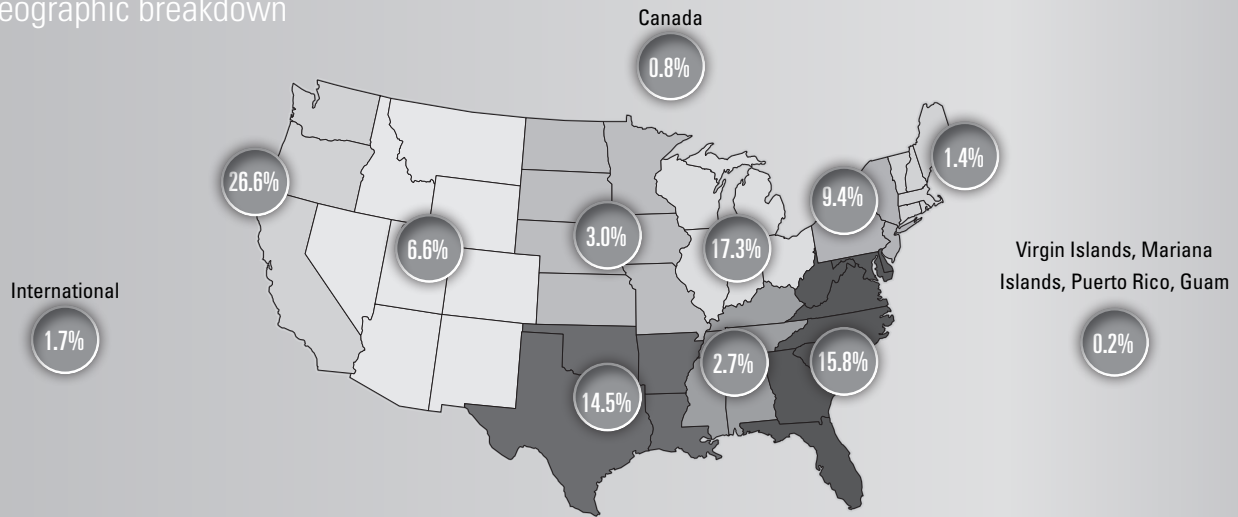 eographic breakdown
Canada
0.8%
1.4%
26.6%
9.4%
3.0%
6.6%
17.3%
Virgin Islands, Mariana
Islands, Puerto Rico, Guam
International
1.7%
2.7%
15.8%
0.2%
14.5%